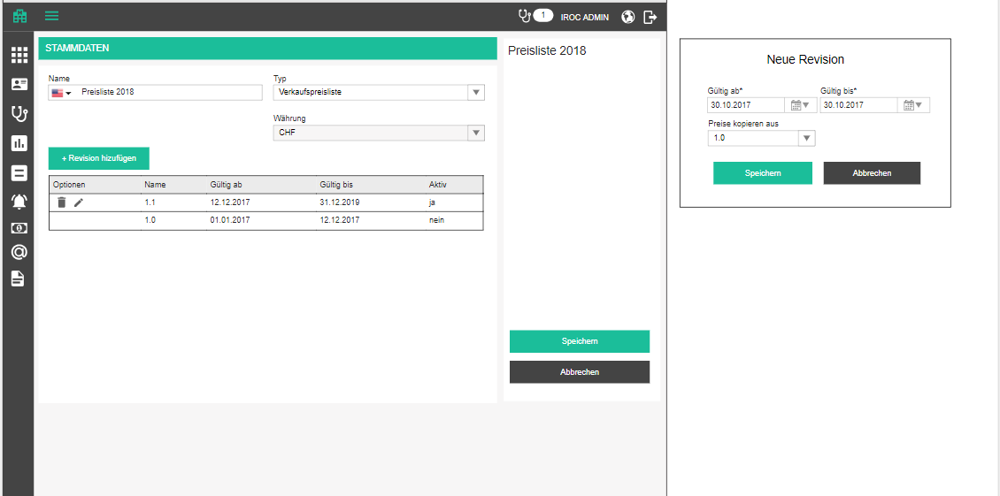 1 IROC ADMIN
STAMMDATEN
Name
Preisliste 2018
Typ
Verkaufspreisliste
Währung
CHF
+ Revision hinzufügen
Optionen Name Gültig ab Gültig bis Aktiv
1.1 12.12.2017 31.12.2019 ja
1.0 01.01.2017 12.12.2017 nein
Preisliste 2018
Speichern
Abbrechen
Neue Revision
Gültig ab* Gültig bis*
30.10.2017 30.10.2017
Preise kopieren aus
1.0
Speichern Abbrechen